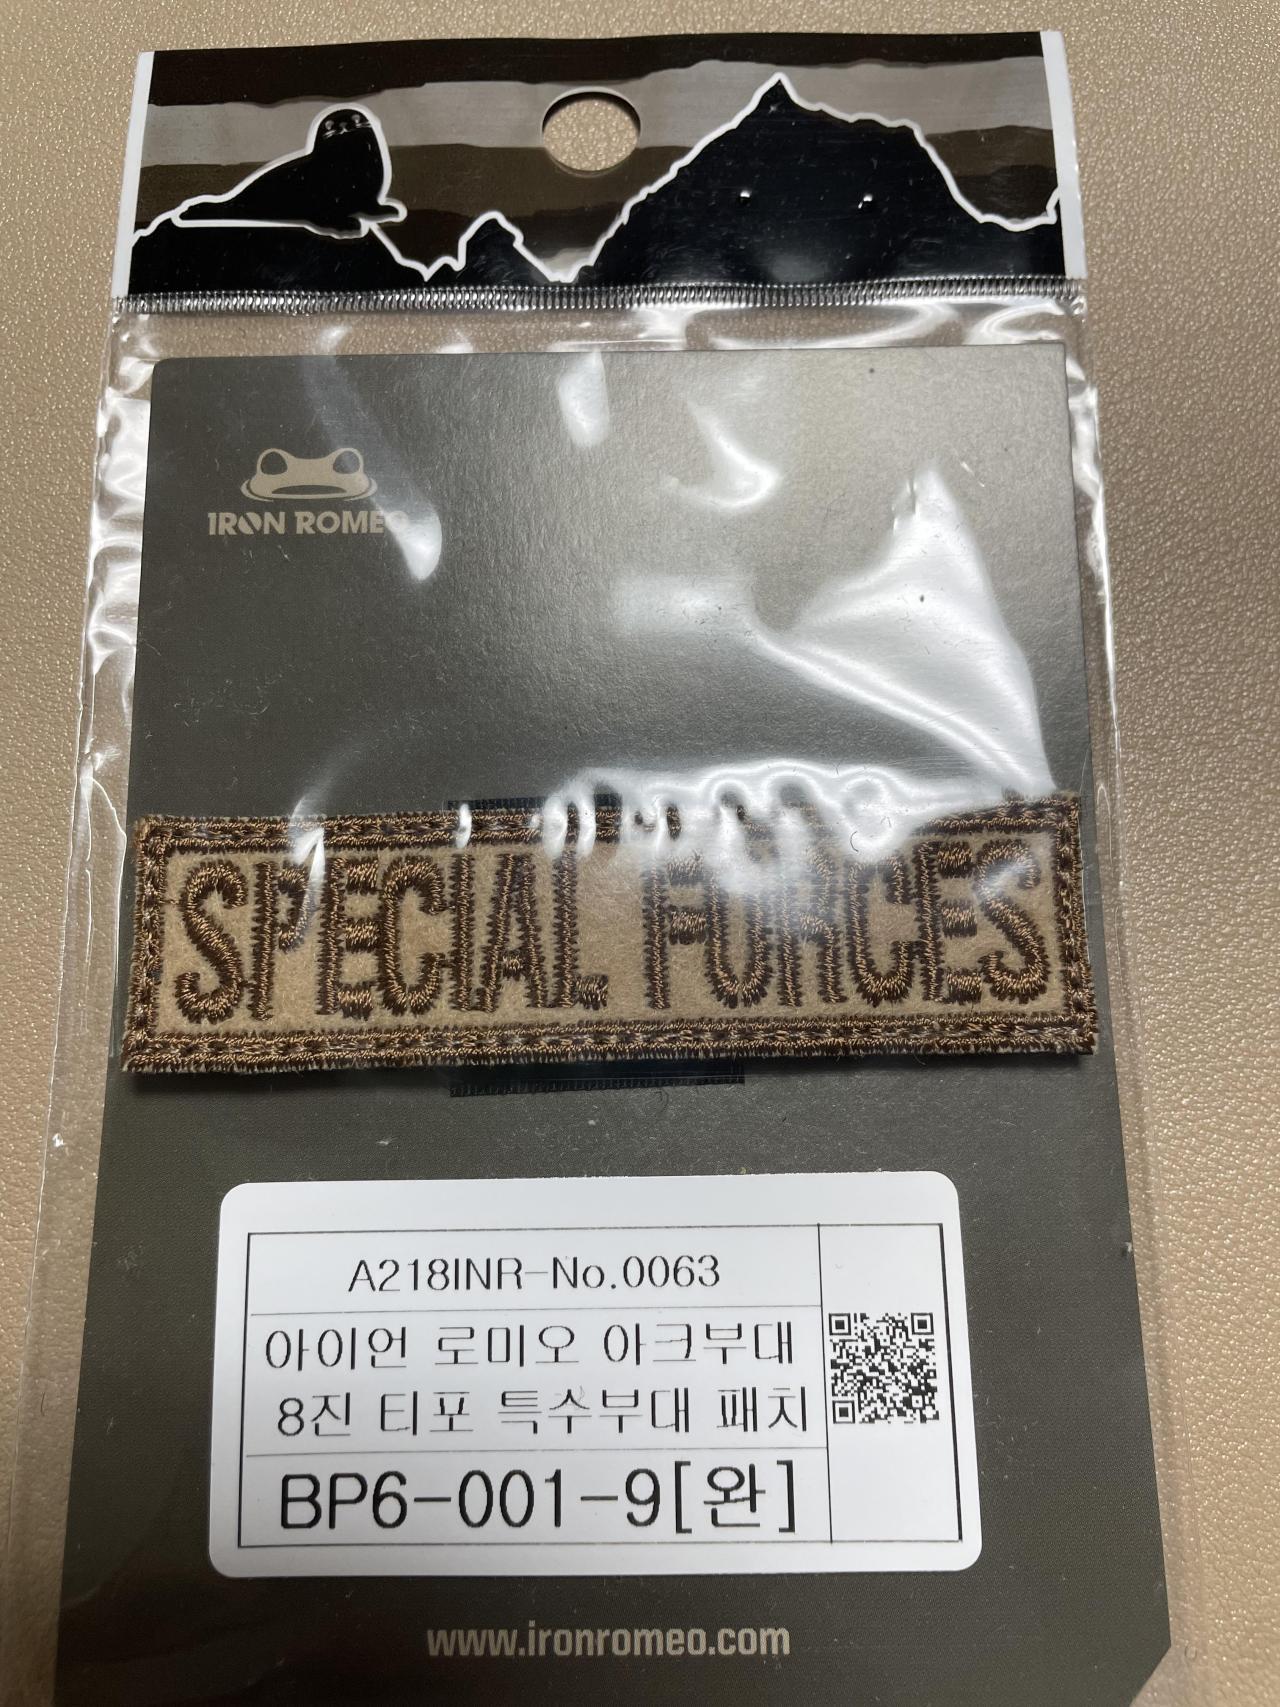 IRON ROMEO
SPECIAL FORCES
A218INR-No.0063
아이언 로미오 아크부대
8진 티포 특수부대 패치
BP6-001-9[완]
www.ironromeo.com